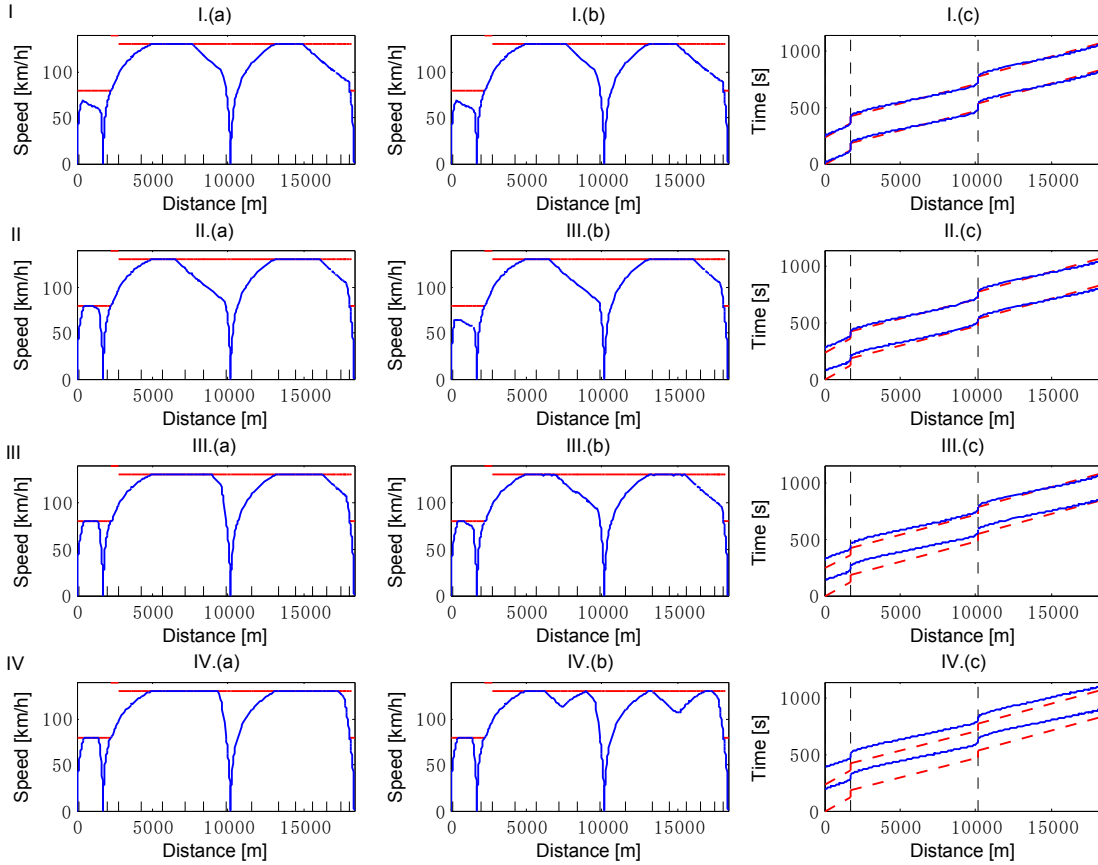 I
I.(a)
I.(b)
I.(c)
Speed [km/h]
100
50
0
0 5000 10000 15000
Distance [m]
Speed [km/h]
100
50
0
0 5000 10000 15000
Distance [m]
Time [s]
1000
500
0
0 5000 10000 15000
Distance [m]
II
II.(a)
III.(b)
II.(c)
Speed [km/h]
100
50
0
0 5000 10000 15000
Distance [m]
Speed [km/h]
100
50
0
0 5000 10000 15000
Distance [m]
Time [s]
1000
500
0
0 5000 10000 15000
Distance [m]
III
III.(a)
III.(b)
III.(c)
Speed [km/h]
100
50
0
0 5000 10000 15000
Distance [m]
Speed [km/h]
100
50
0
0 5000 10000 15000
Distance [m]
Time [s]
1000
500
0
0 5000 10000 15000
Distance [m]
IV
IV.(a)
IV.(b)
IV.(c)
Speed [km/h]
100
50
0
0 5000 10000 15000
Distance [m]
Speed [km/h]
100
50
0
0 5000 10000 15000
Distance [m]
Time [s]
1000
500
0
0 5000 10000 15000
Distance [m]